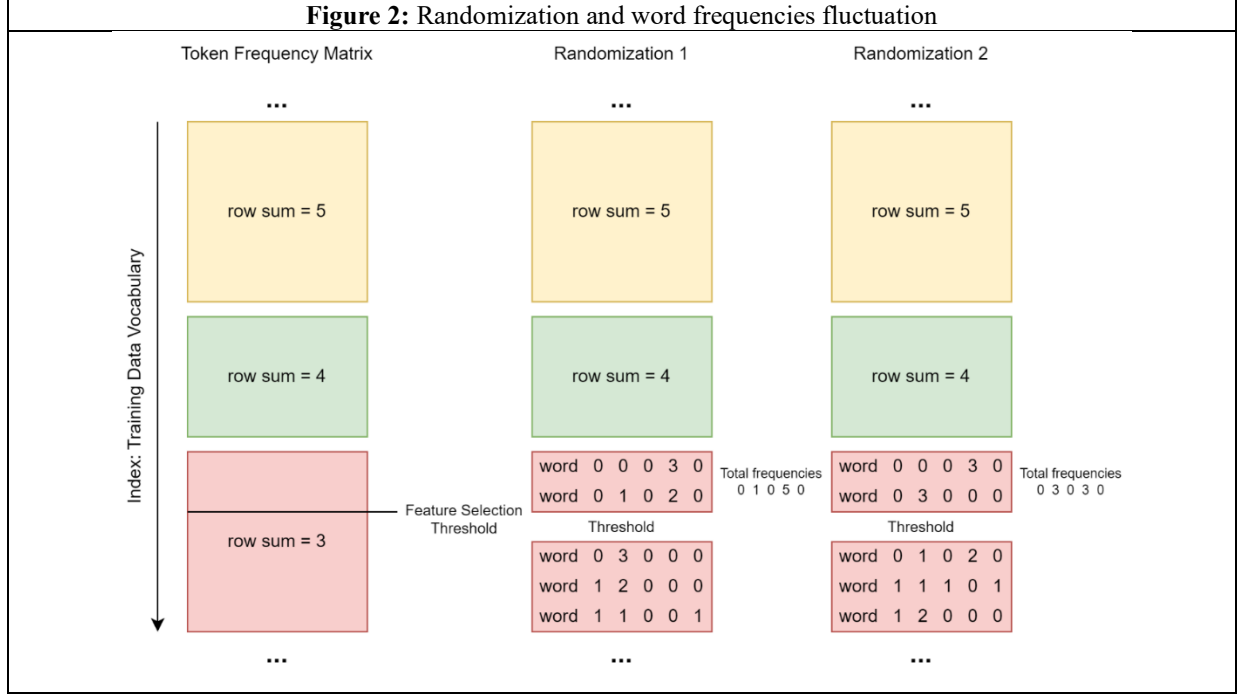 Figure 2: Randomization and word frequencies fluctuation
Token Frequency Matrix
Randomization 1
Randomization 2
...
...
...
Index: Training Data Vocabulary
row sum = 5
row sum = 5
row sum = 5
row sum = 4
row sum = 4
row sum = 4
row sum = 3
Feature Selection
Threshold
word 0 0 0 3 0
word 0 1 0 2 0
Total frequencies
0 1 0 5 0
Threshold
word 0 3 0 0 0
word 1 2 0 0 0
word 1 1 0 0 1
word 0 0 0 3 0
word 0 3 0 0 0
Total frequencies
0 3 0 3 0
Threshold
word 0 1 0 2 0
word 1 1 1 0 1
word 1 2 0 0 0
...
...
...